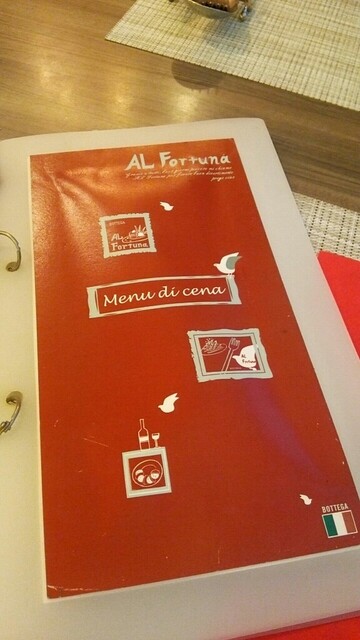 AL Fortuna
AL
Fortuna
Menu di cena
AL
Fortuna
BOTTEGA